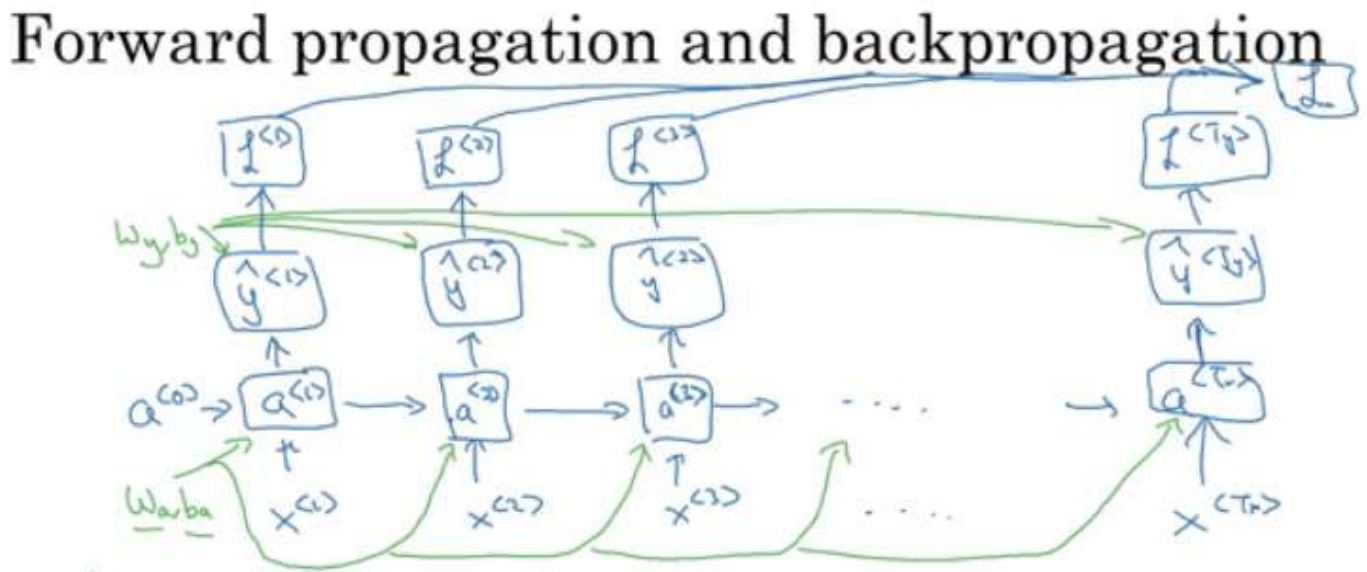 Forward propagation and backpropagation
L
L<1> L<2> L<3> L<Ty>
Wy,by
ŷ<1> ŷ<2> ŷ<3> ŷ<Ty>
a<0> a<1> a<2> a<3> .... a<Tx>
Wa,ba x<1> x<2> x<3> .... x<Tx>